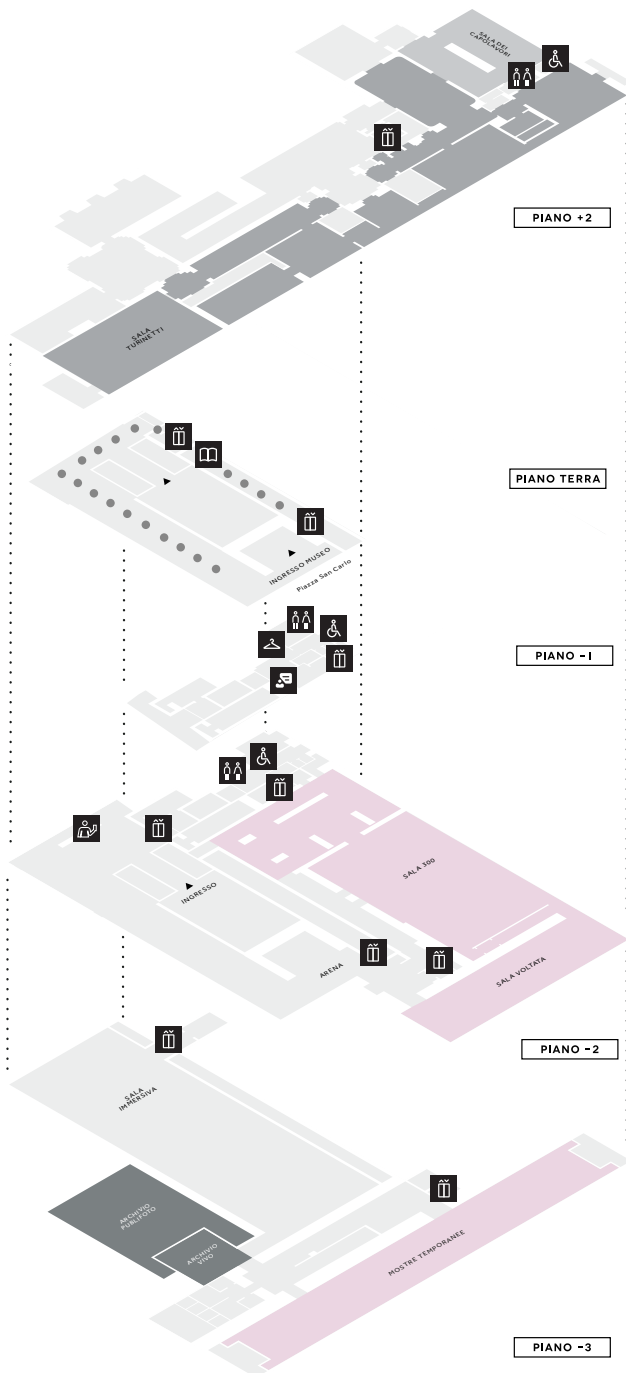 SALA DEI
CAPOLAVORI
PIANO +2
SALA
TURINETTI
PIANO TERRA
INGRESSO MUSEO
Piazza San Carlo
PIANO -1
SALA 300
INGRESSO
ARENA
SALA VOLTATA
PIANO -2
SALA
IMMERSIVA
ARCHIVIO
PUBLIFOTO
ARCHIVIO
VIVO
MOSTRE TEMPORANEE
PIANO -3